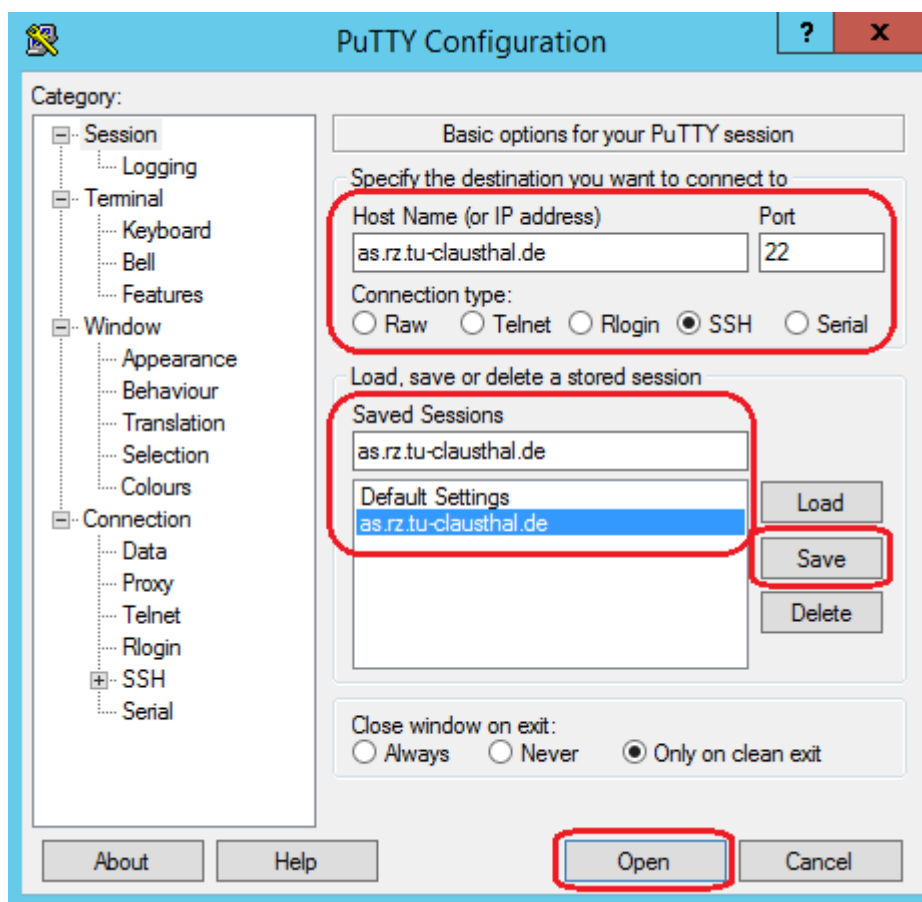 PuTTY Configuration
?
x
Category:
Session
Logging
Terminal
Keyboard
Bell
Features
Window
Appearance
Behaviour
Translation
Selection
Colours
Connection
Data
Proxy
Telnet
Rlogin
SSH
Serial
Basic options for your PuTTY session
Specify the destination you want to connect to
Host Name (or IP address) Port
as.rz.tu-clausthal.de 22
Connection type:
Raw Telnet Rlogin SSH Serial
Load, save or delete a stored session
Saved Sessions
as.rz.tu-clausthal.de
Default Settings
as.rz.tu-clausthal.de
Load
Save
Delete
Close window on exit:
Always Never Only on clean exit
About Help Open Cancel